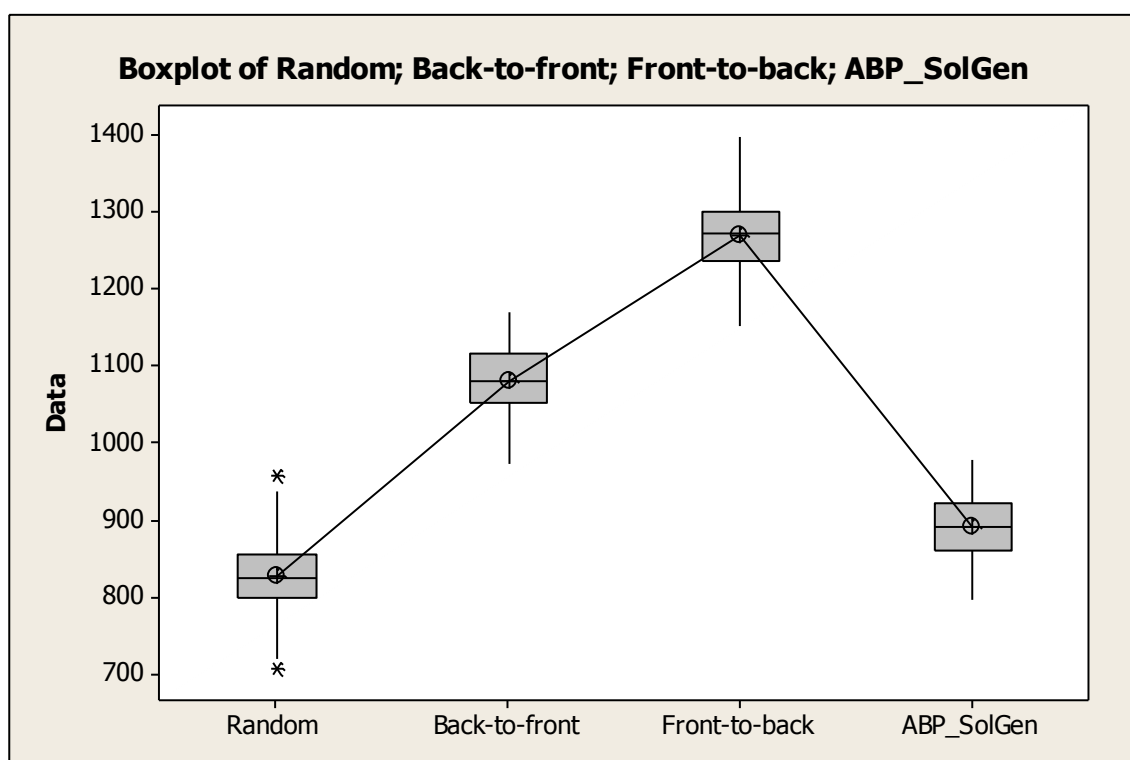 Boxplot of Random; Back-to-front; Front-to-back; ABP_SolGen
1400
1300
1200
1100
1000
900
800
700
Data
Random Back-to-front Front-to-back ABP_SolGen